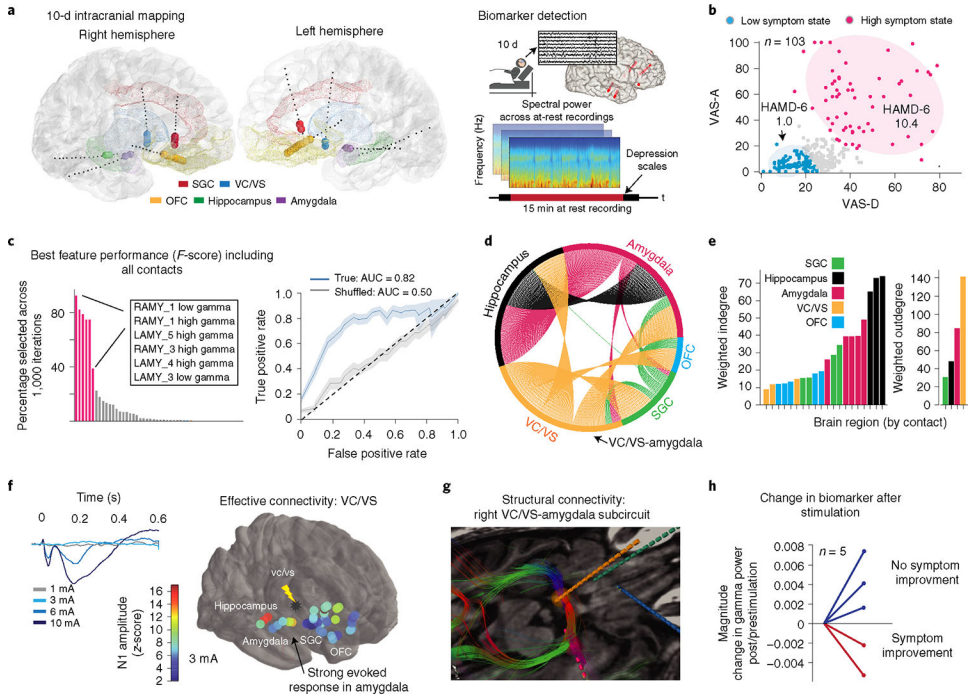 a
10-d intracranial mapping
Right hemisphere
Left hemisphere
SGC
VC/VS
OFC
Hippocampus
Amygdala
Biomarker detection
10 d
Spectral power
across at-rest recordings
Frequency (Hz)
Depression
scales
t
15 min at rest recording
b
Low symptom state
High symptom state
n = 103
VAS-A
100
80
60
40
20
0
HAMD-6
1.0
HAMD-6
10.4
0
20
40
60
80
VAS-D
c
Best feature performance (F-score) including
all contacts
Percentage selected across
1,000 iterations
80
40
RAMY_1 low gamma
RAMY_1 high gamma
LAMY_5 high gamma
RAMY_3 high gamma
LAMY_4 high gamma
LAMY_3 low gamma
True: AUC = 0.82
Shuffled: AUC = 0.50
True positive rate
1.0
0.8
0.6
0.4
0.2
0
0
0.2
0.4
0.6
0.8
1.0
False positive rate
d
Hippocampus
Amygdala
OFC
SGC
VC/VS
VC/VS-amygdala
e
SGC
Hippocampus
Amygdala
VC/VS
OFC
Weighted indegree
70
60
50
40
30
20
10
0
Weighted outdegree
140
120
100
80
60
40
20
0
Brain region (by contact)
f
Time (s)
0
0.2
0.4
0.6
1 mA
3 mA
6 mA
10 mA
Effective connectivity: VC/VS
N1 amplitude
(z-score)
16
14
12
10
8
6
4
2
3 mA
vc/vs
Hippocampus
Amygdala
SGC
OFC
Strong evoked
response in amygdala
g
Structural connectivity:
right VC/VS-amygdala subcircuit
h
Change in biomarker after
stimulation
Magnitude
change in gamma power
post/prestimulation
0.008
0.006
0.004
0.002
0
−0.002
−0.004
n = 5
No symptom
improvment
Symptom
improvement